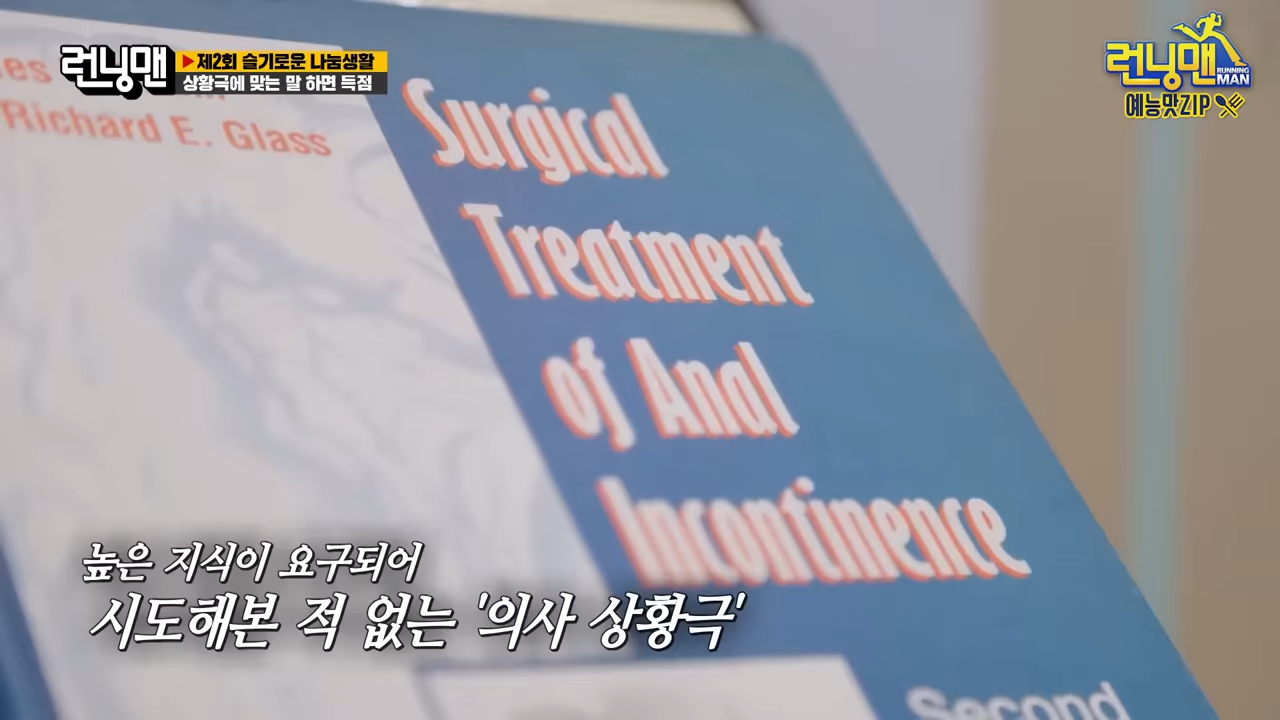 런닝맨
▶제2회 슬기로운 나눔생활
상황극에 맞는 말 하면 득점
런닝맨
RUNNING
MAN
예능맛ZIP
Richard E. Glass
Surgical
Treatment
of Anal
Incontinence
Second
높은 지식이 요구되어
시도해본 적 없는 '의사 상황극'